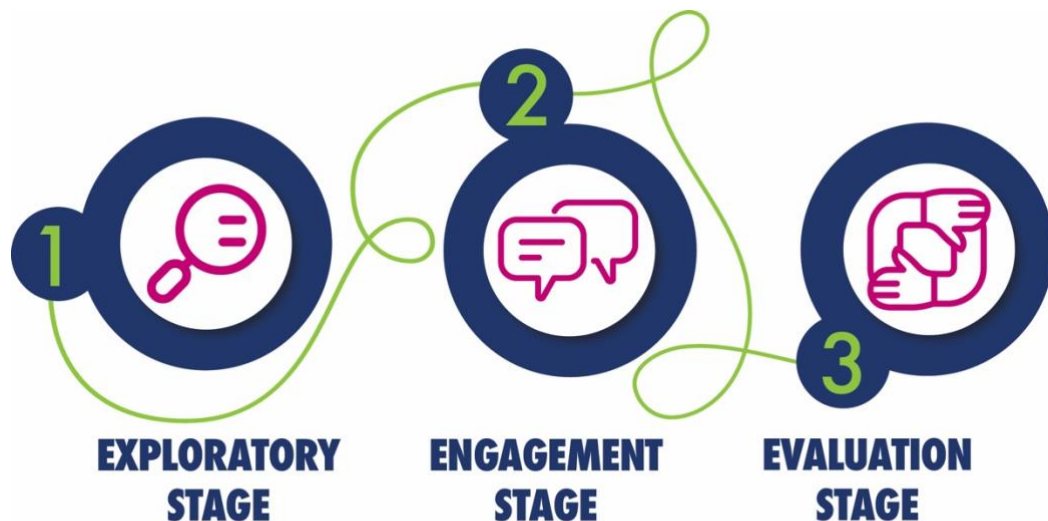 1
EXPLORATORY
STAGE
2
ENGAGEMENT
STAGE
3
EVALUATION
STAGE